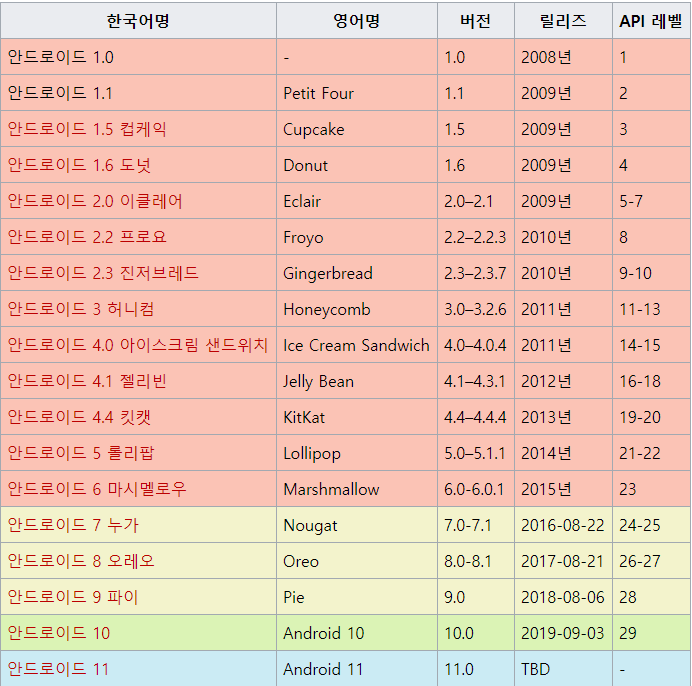 한국어명 영어명 버전 릴리즈 API 레벨
안드로이드 1.0 - 1.0 2008년 1
안드로이드 1.1 Petit Four 1.1 2009년 2
안드로이드 1.5 컵케익 Cupcake 1.5 2009년 3
안드로이드 1.6 도넛 Donut 1.6 2009년 4
안드로이드 2.0 이클레어 Eclair 2.0–2.1 2009년 5-7
안드로이드 2.2 프로요 Froyo 2.2–2.2.3 2010년 8
안드로이드 2.3 진저브레드 Gingerbread 2.3–2.3.7 2010년 9-10
안드로이드 3 허니컴 Honeycomb 3.0–3.2.6 2011년 11-13
안드로이드 4.0 아이스크림 샌드위치 Ice Cream Sandwich 4.0–4.0.4 2011년 14-15
안드로이드 4.1 젤리빈 Jelly Bean 4.1–4.3.1 2012년 16-18
안드로이드 4.4 킷캣 KitKat 4.4–4.4.4 2013년 19-20
안드로이드 5 롤리팝 Lollipop 5.0–5.1.1 2014년 21-22
안드로이드 6 마시멜로우 Marshmallow 6.0-6.0.1 2015년 23
안드로이드 7 누가 Nougat 7.0-7.1 2016-08-22 24-25
안드로이드 8 오레오 Oreo 8.0-8.1 2017-08-21 26-27
안드로이드 9 파이 Pie 9.0 2018-08-06 28
안드로이드 10 Android 10 10.0 2019-09-03 29
안드로이드 11 Android 11 11.0 TBD -